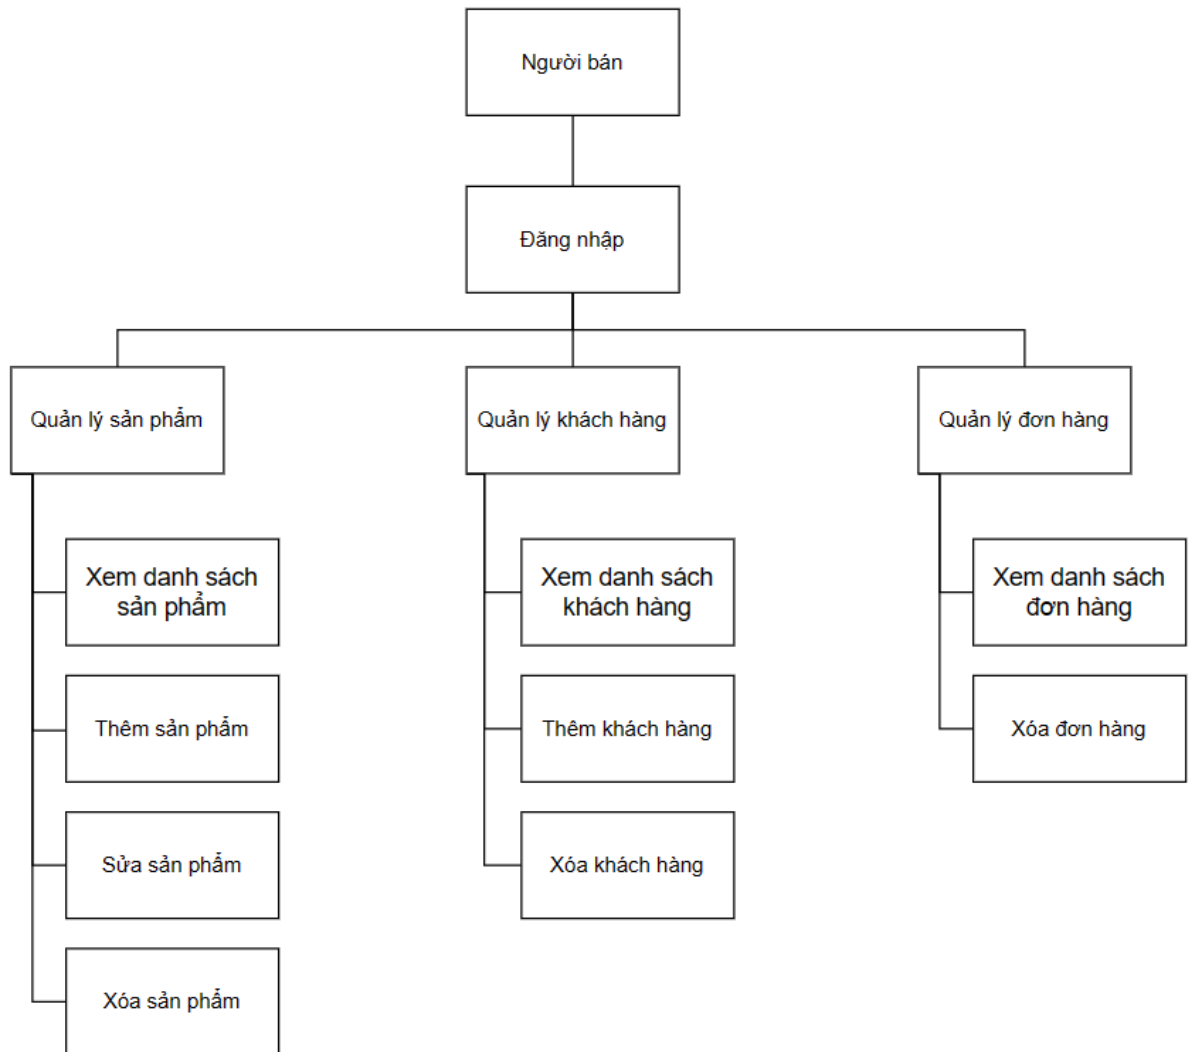 Người bán
Đăng nhập
Quản lý sản phẩm
Quản lý khách hàng
Quản lý đơn hàng
Xem danh sách
sản phẩm
Thêm sản phẩm
Sửa sản phẩm
Xóa sản phẩm
Xem danh sách
khách hàng
Thêm khách hàng
Xóa khách hàng
Xem danh sách
đơn hàng
Xóa đơn hàng